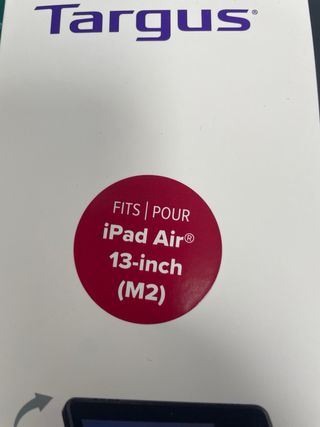 Targus®
FITS | POUR
iPad Air®
13-inch
(M2)